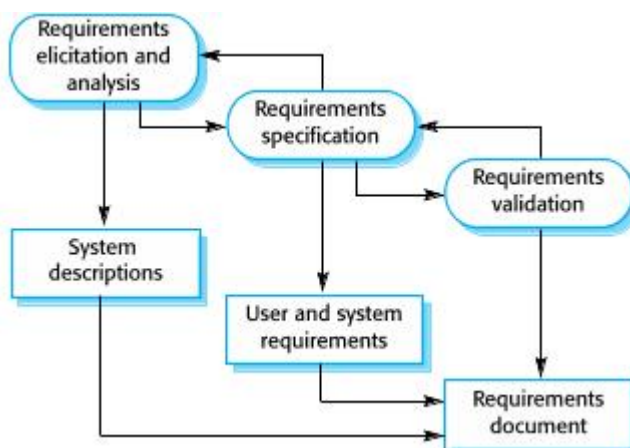 Requirements
elicitation and
analysis
Requirements
specification
Requirements
validation
System
descriptions
User and system
requirements
Requirements
document